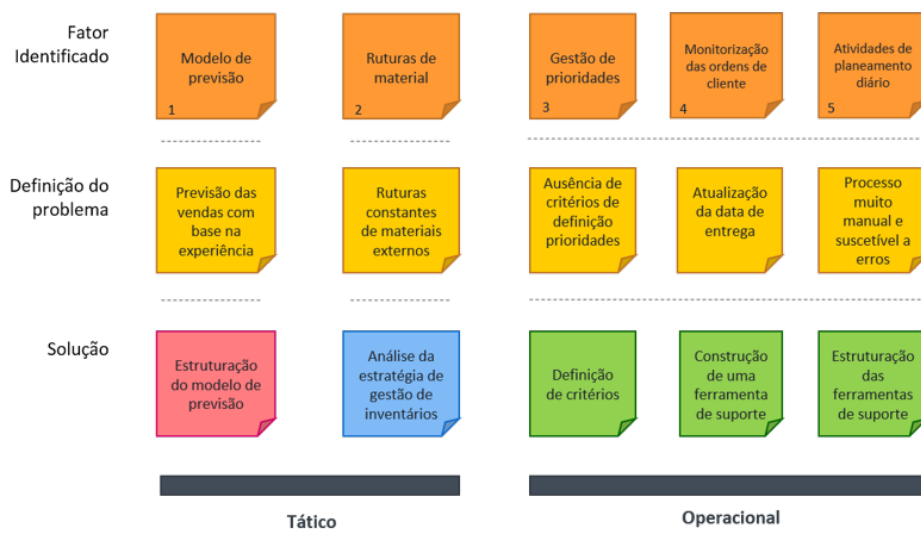 Fator
Identificado
Modelo de
previsão
1
Ruturas de
material
2
Gestão de
prioridades
3
Monitorização
das ordens de
cliente
4
Atividades de
planeamento
diário
5
Definição do
problema
Previsão das
vendas com
base na
experiência
Ruturas
constantes
de materiais
externos
Ausência de
critérios de
definição
prioridades
Atualização
da data de
entrega
Processo
muito
manual e
suscetível a
erros
Solução
Estruturação
do modelo de
previsão
Análise da
estratégia de
gestão de
inventários
Definição
de critérios
Construção
de uma
ferramenta
de suporte
Estruturação
das
ferramentas
de suporte
Tático
Operacional